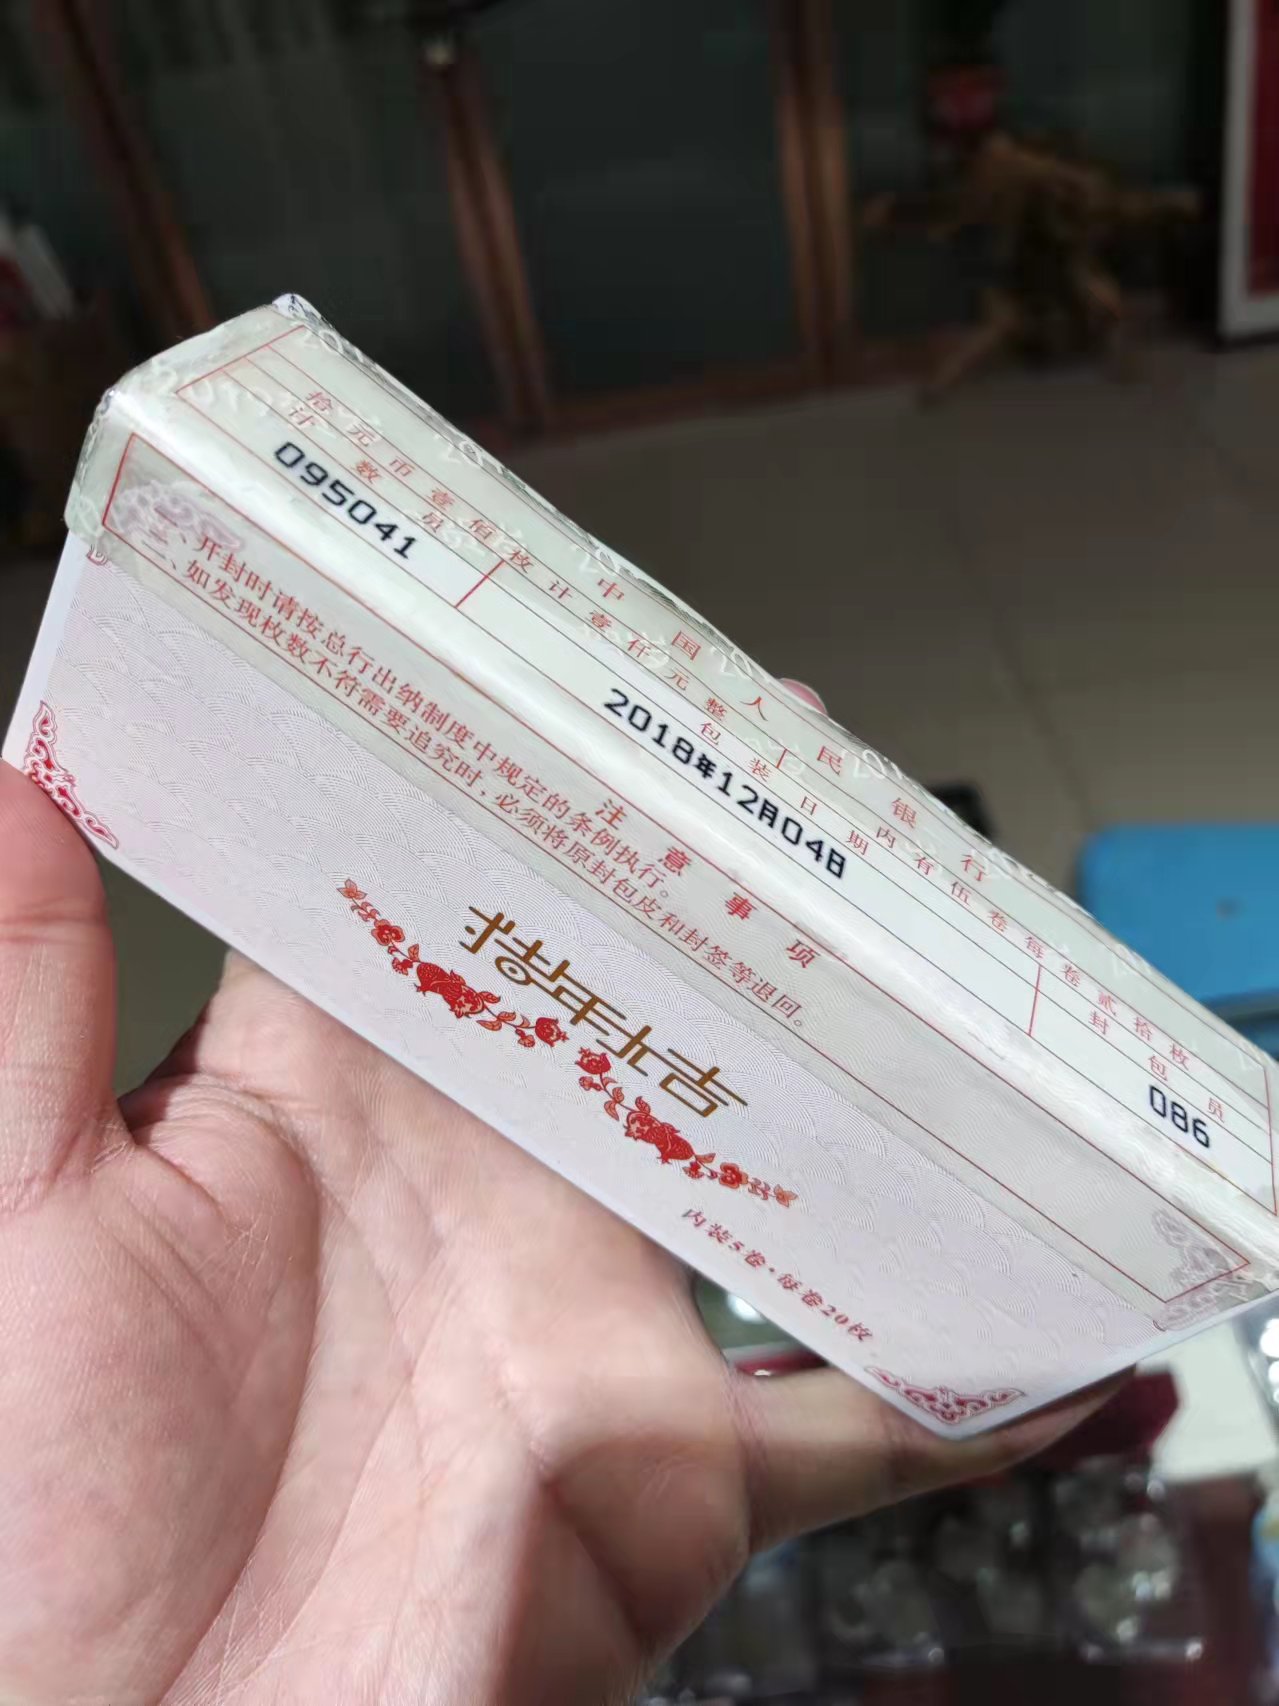 中国人民银行
拾元币壹佰枚计壹仟元整 内有伍卷每卷贰拾枚
计数员 包装日期 封包员
095041 2018年12月04日 086
注意事项
一、开封时请按总行出纳制度中规定的条例执行。
二、如发现枚数不符需要追究时,必须将原封包皮和封签等退回。
内装5卷·每卷20枚